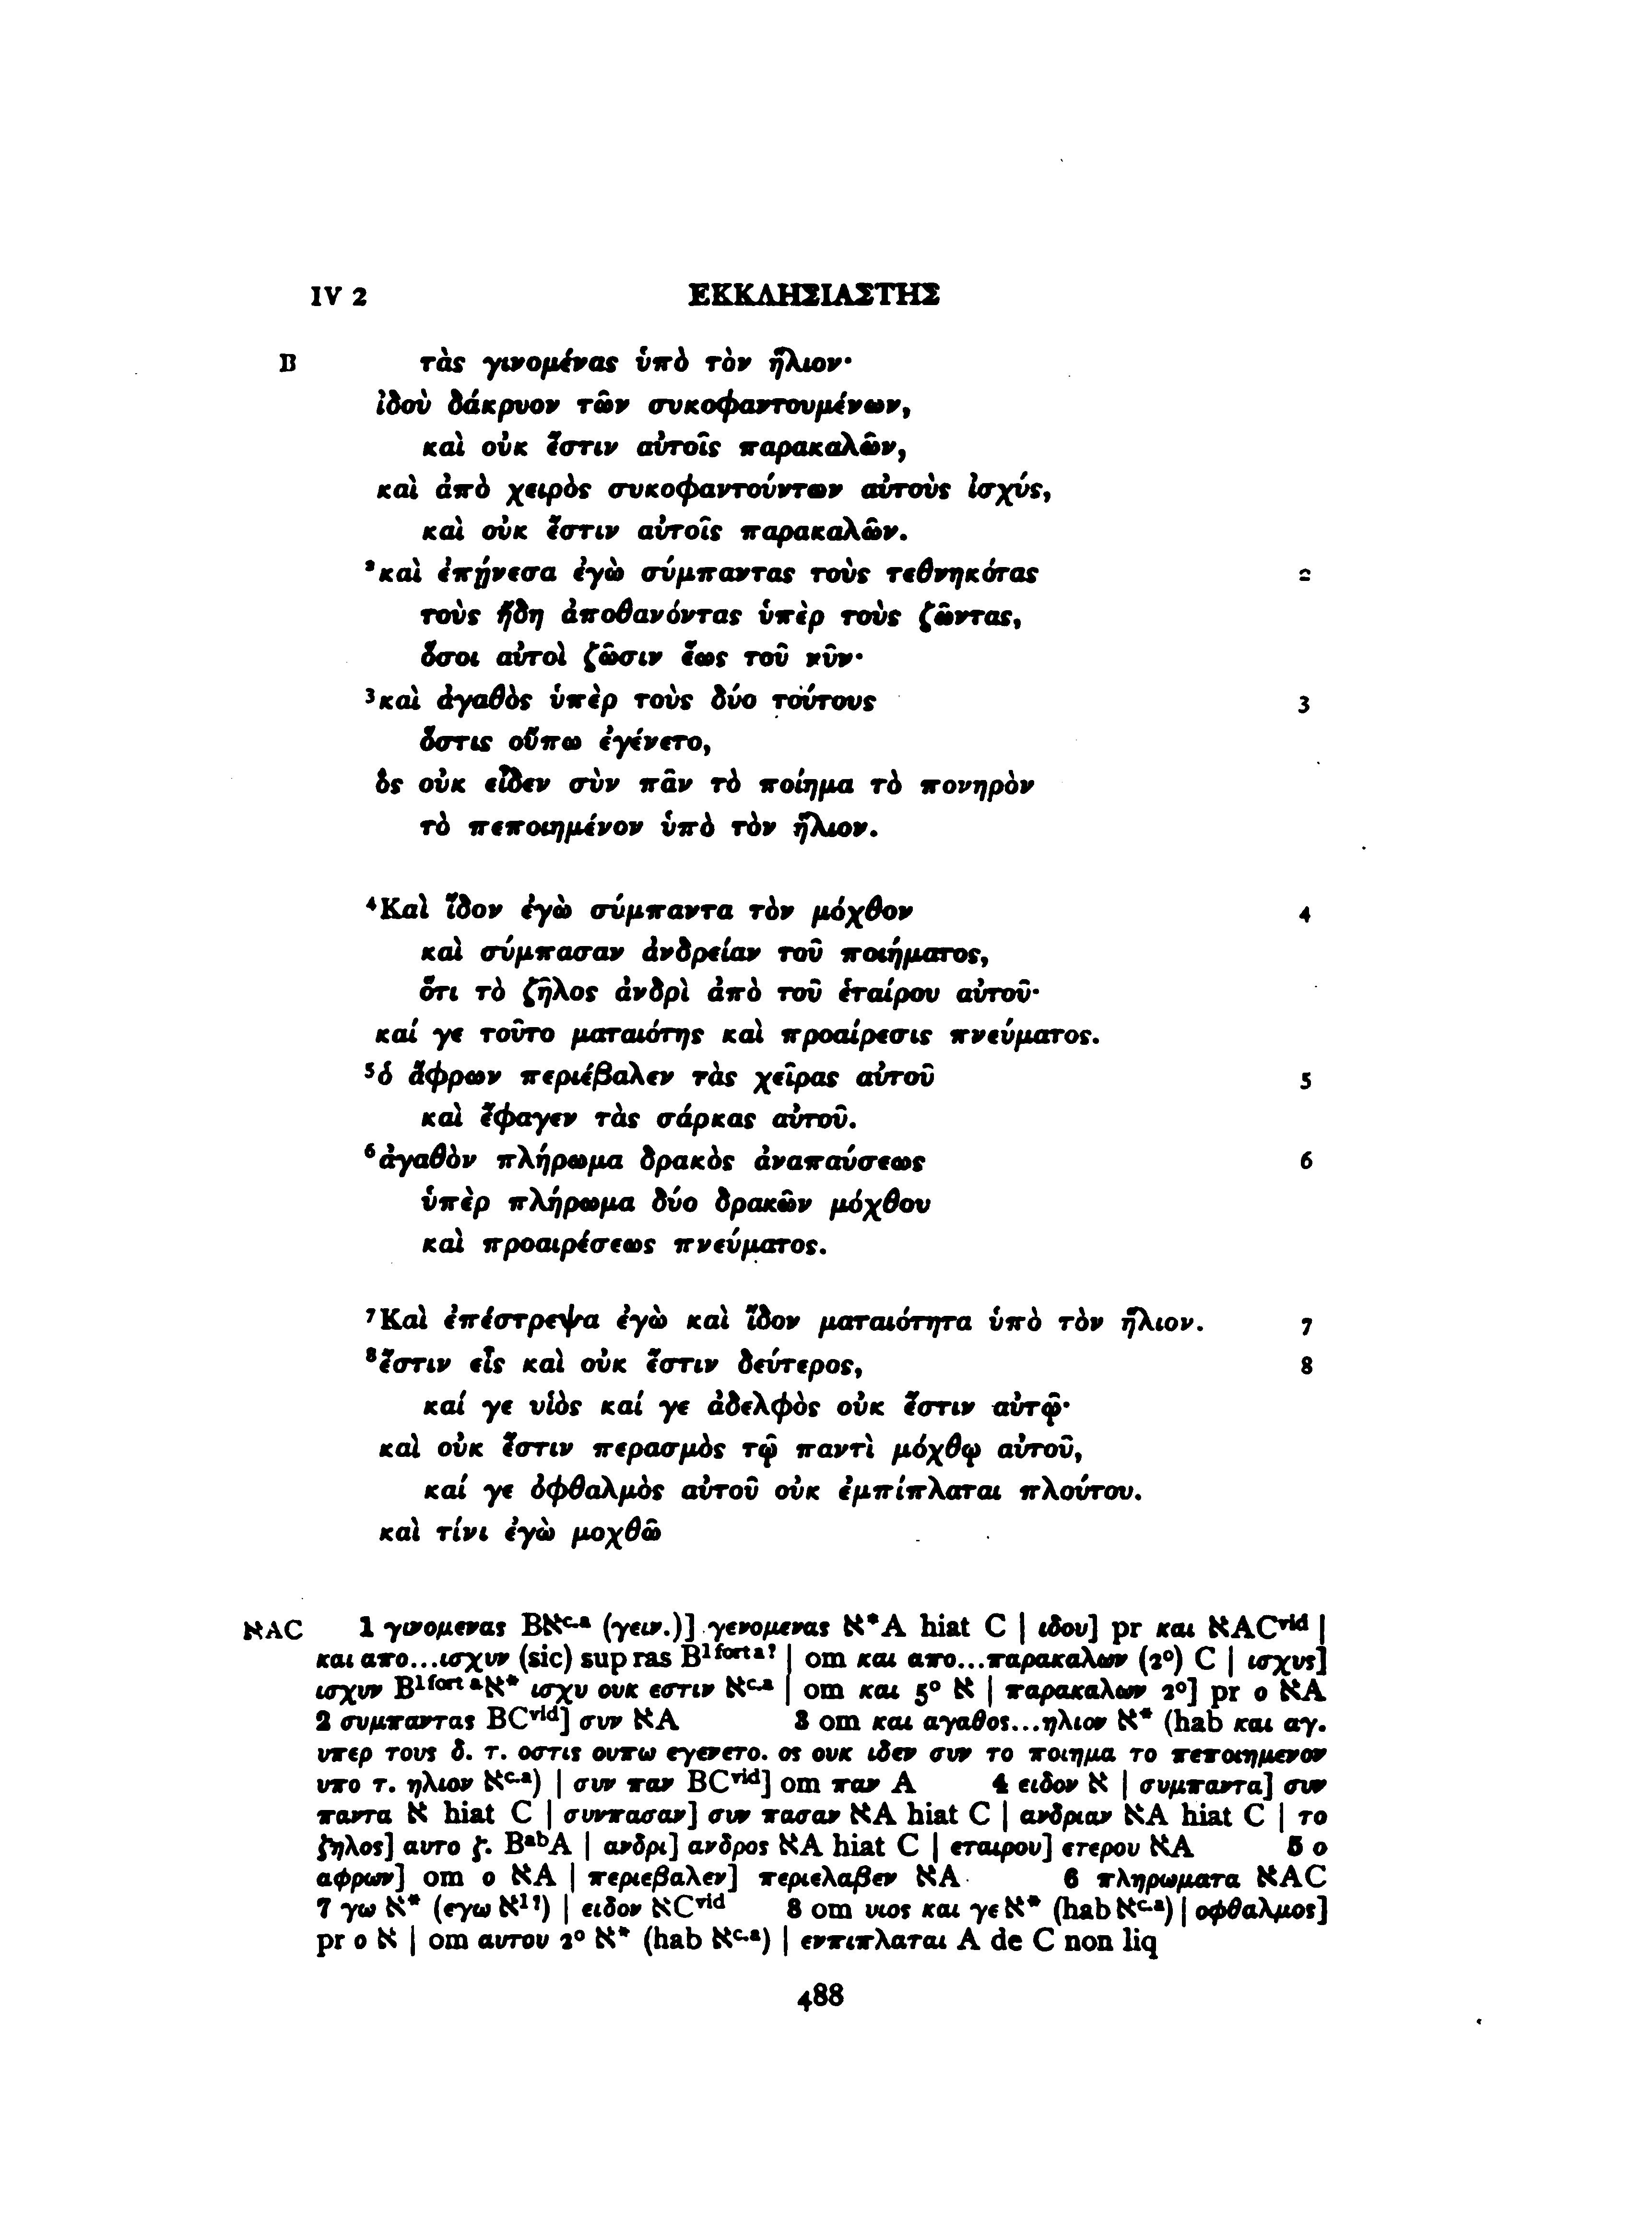 IV 2 ΕΚΚΛΗΣΙΑΣΤΗΣ
B τὰς γινομένας ὑπὸ τὸν ἥλιον·
ἰδοὺ δάκρυον τῶν συκοφαντουμένων,
καὶ οὐκ ἔστιν αὐτοῖς παρακαλῶν,
καὶ ἀπὸ χειρὸς συκοφαντούντων αὐτοὺς ἰσχύς,
καὶ οὐκ ἔστιν αὐτοῖς παρακαλῶν.
²καὶ ἐπῄνεσα ἐγὼ σύμπαντας τοὺς τεθνηκότας 2
τοὺς ἤδη ἀποθανόντας ὑπὲρ τοὺς ζῶντας,
ὅσοι αὐτοὶ ζῶσιν ἕως τοῦ νῦν·
³καὶ ἀγαθὸς ὑπὲρ τοὺς δύο τούτους 3
ὅστις οὔπω ἐγένετο,
ὃς οὐκ εἶδεν σὺν πᾶν τὸ ποίημα τὸ πονηρὸν
τὸ πεποιημένον ὑπὸ τὸν ἥλιον.
⁴Καὶ ἴδον ἐγὼ σύμπαντα τὸν μόχθον 4
καὶ σύμπασαν ἀνδρείαν τοῦ ποιήματος,
ὅτι τὸ ζῆλος ἀνδρὶ ἀπὸ τοῦ ἑταίρου αὐτοῦ·
καί γε τοῦτο ματαιότης καὶ προαίρεσις πνεύματος.
⁵ὁ ἄφρων περιέβαλεν τὰς χεῖρας αὐτοῦ 5
καὶ ἔφαγεν τὰς σάρκας αὐτοῦ.
⁶ἀγαθὸν πλήρωμα δρακὸς ἀναπαύσεως 6
ὑπὲρ πλήρωμα δύο δρακῶν μόχθου
καὶ προαιρέσεως πνεύματος.
⁷Καὶ ἐπέστρεψα ἐγὼ καὶ ἴδον ματαιότητα ὑπὸ τὸν ἥλιον. 7
⁸ἔστιν εἷς καὶ οὐκ ἔστιν δεύτερος, 8
καί γε υἱὸς καί γε ἀδελφὸς οὐκ ἔστιν αὐτῷ·
καὶ οὐκ ἔστιν περασμὸς τῷ παντὶ μόχθῳ αὐτοῦ,
καί γε ὀφθαλμὸς αὐτοῦ οὐκ ἐμπίπλαται πλούτου.
καὶ τίνι ἐγὼ μοχθῶ
אAC 1 γινομενας Bא^c.a (γειν.)] γενομενας א*A hiat C | ιδου] pr και אAC^vid |
και απο...ισχυν (sic) sup ras B^1 fort a? | om και απο...παρακαλων (2°) C | ισχυς]
ισχυν B^1 fort a א* ισχυ ουκ εστιν א^c.a | om και 5° א | παρακαλων 2°] pr ο אA
2 συμπαντας BC^vid] συν אA 3 om και αγαθος...ηλιον א* (hab και αγ.
υπερ τους δ. τ. οστις ουπω εγενετο. ος ουκ ιδεν συν το ποιημα το πεποιημενον
υπο τ. ηλιον א^c.a) | συν παν BC^vid] om παν A 4 ειδον א | συμπαντα] συν
παντα א hiat C | συνπασαν] συν πασαν אA hiat C | ανδριαν אA hiat C | το
ζηλος] αυτο ζ. B^abA | ανδρι] ανδρος אA hiat C | εταιρου] ετερου אA 5 ο
αφρων] om ο אA | περιεβαλεν] περιελαβεν אA 6 πληρωματα אAC
7 γω א* (εγω א^1?) | ειδον אC^vid 8 om υιος και γε א* (hab א^c.a) | οφθαλμος]
pr ο א | om αυτου 2° א* (hab א^c.a) | ενπιπλαται A de C non liq
488